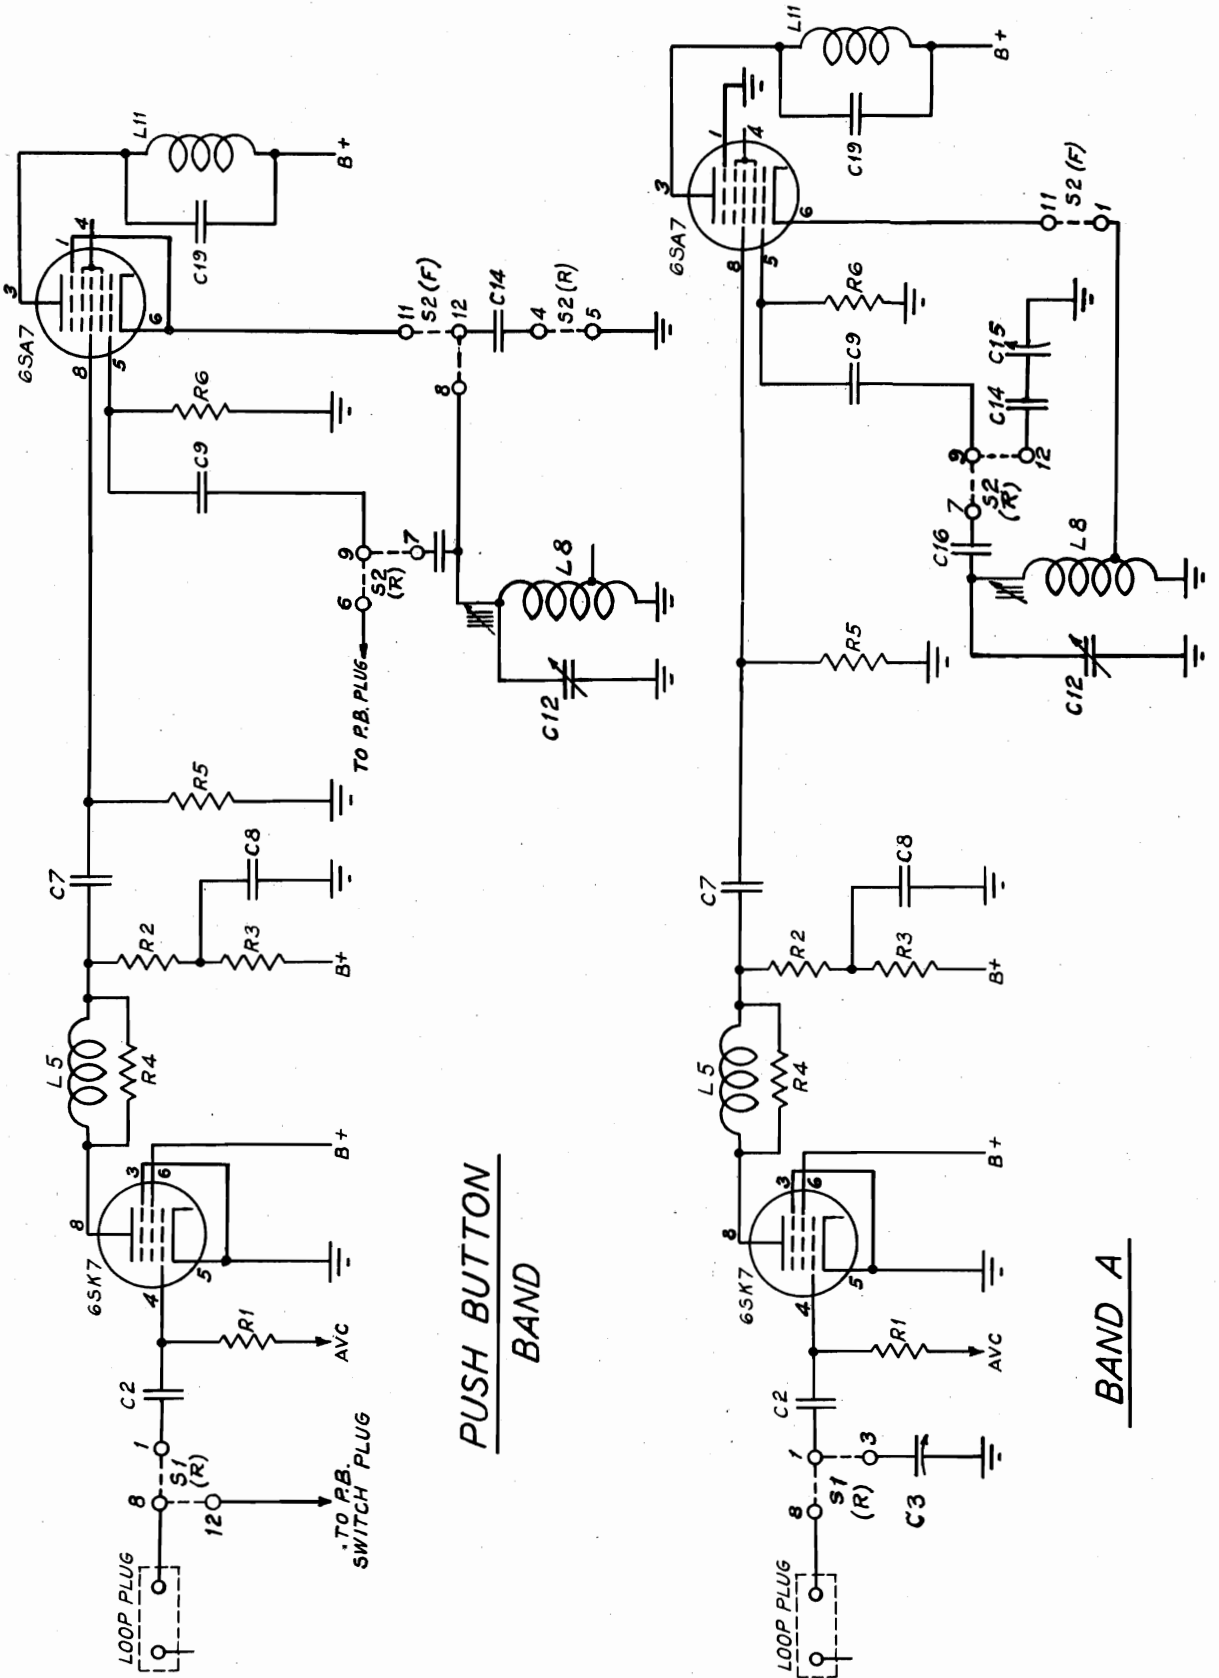 LOOP PLUG
8
1
S1
(R)
12
TO P.B.
SWITCH PLUG
C2
R1
AVC
4
6SK7
8
3
6
5
B+
L5
R4
R2
R3
B+
C7
C8
R5
TO P.B. PLUG
6
9
S2
(R)
7
C9
R6
C12
L8
8
11
S2 (F)
12
C14
4
S2 (R)
5
6SA7
8
5
3
1
4
6
C19
L11
B+
PUSH BUTTON
BAND
LOOP PLUG
8
1
S1
(R)
3
C3
C2
R1
AVC
4
6SK7
8
3
6
5
B+
L5
R4
R2
R3
B+
C7
C8
R5
C12
L8
C16
7
S2
(R)
9
12
C14
C15
C9
R6
6SA7
8
5
3
1
4
6
11
S2 (F)
1
C19
L11
B+
BAND A